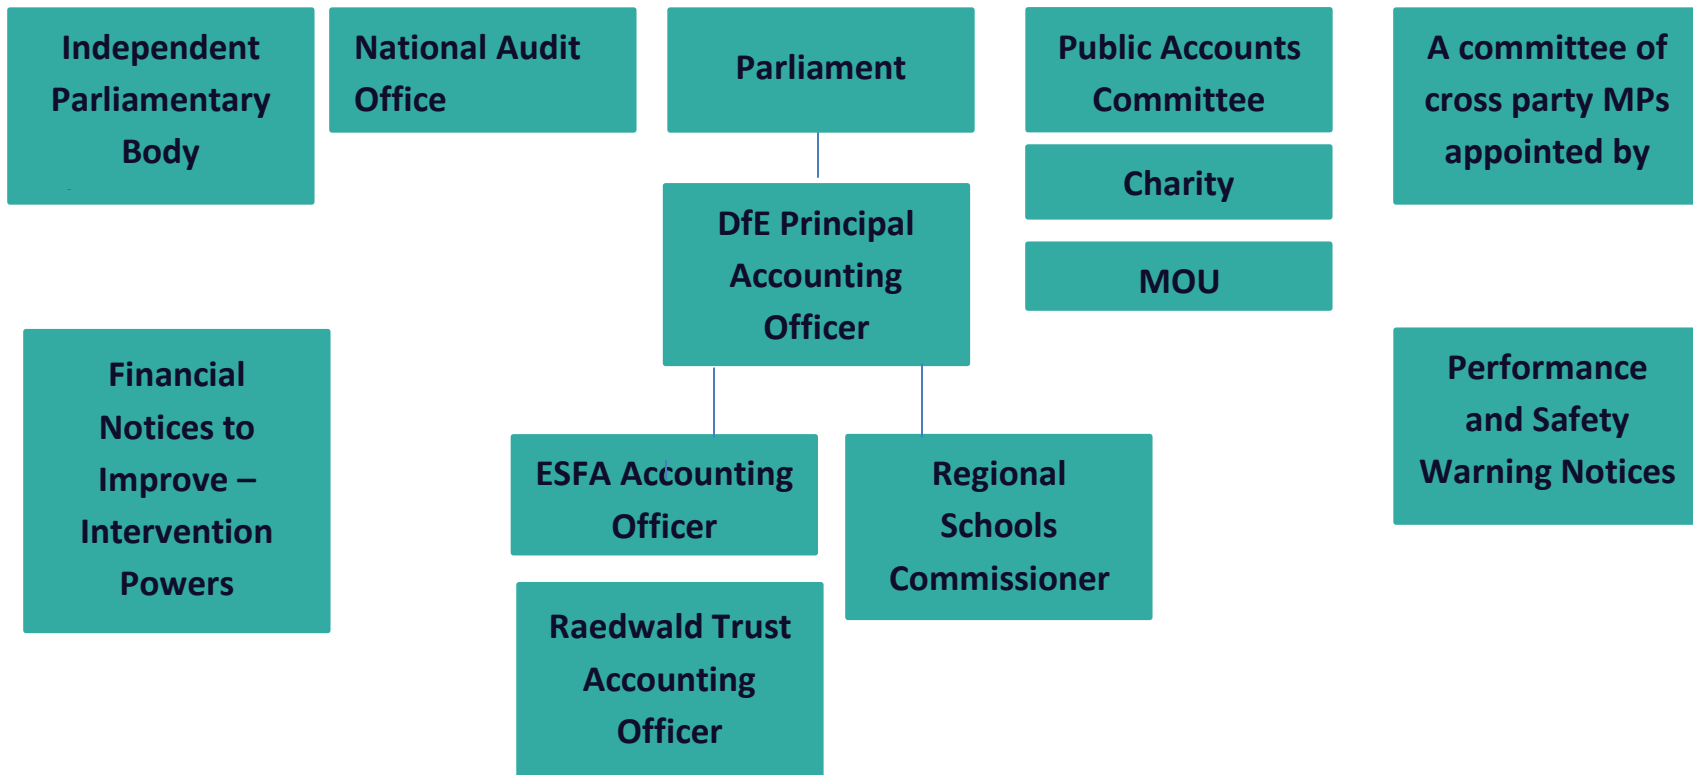 Independent
Parliamentary
Body
National Audit
Office
Parliament
Public Accounts
Committee
A committee of
cross party MPs
appointed by
Charity
MOU
DfE Principal
Accounting
Officer
Financial
Notices to
Improve –
Intervention
Powers
Performance
and Safety
Warning Notices
ESFA Accounting
Officer
Regional
Schools
Commissioner
Raedwald Trust
Accounting
Officer